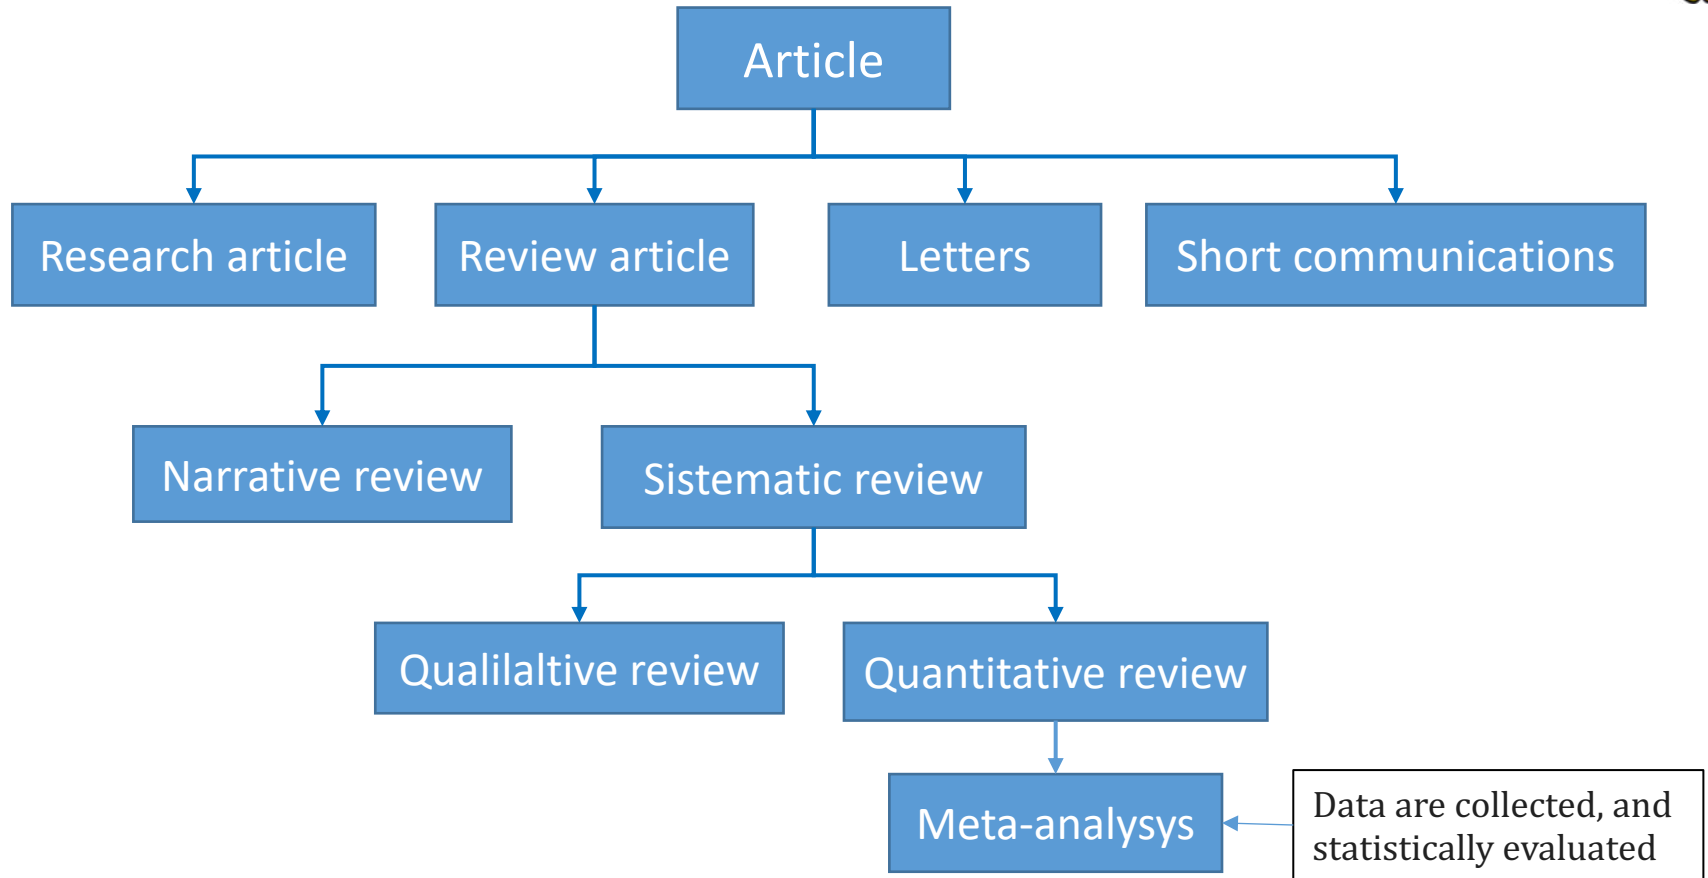 Article
Research article
Review article
Letters
Short communications
Narrative review
Sistematic review
Qualilaltive review
Quantitative review
Meta-analysys
Data are collected, and
statistically evaluated